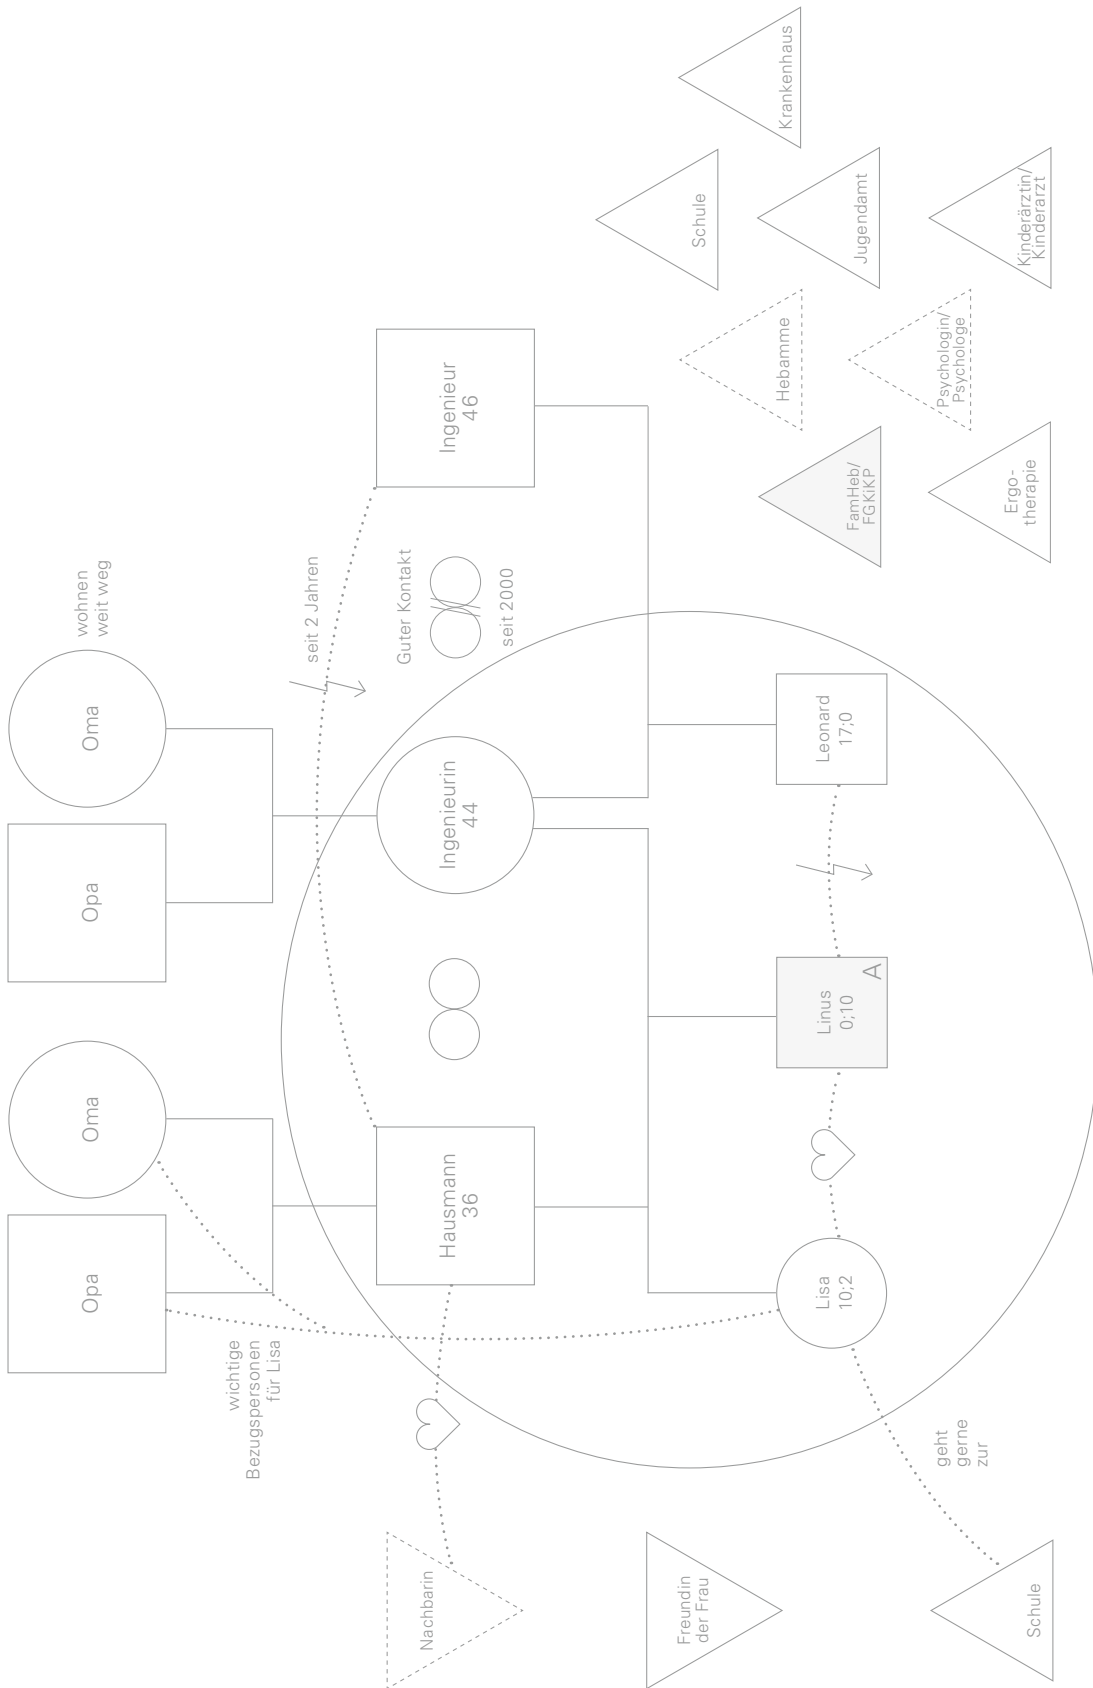 Opa
Oma
Opa
Oma
wohnen
weit weg
wichtige
Bezugspersonen
für Lisa
seit 2 Jahren
Nachbarin
Hausmann
36
Ingenieurin
44
Guter Kontakt
seit 2000
Ingenieur
46
Freundin
der Frau
Lisa
10;2
Linus
0;10
A
Leonard
17;0
geht
gerne
zur
Schule
Schule
Krankenhaus
Hebamme
Jugendamt
FamHeb/
FGKiKP
Psychologin/
Psychologe
Kinderärztin/
Kinderarzt
Ergo-
therapie